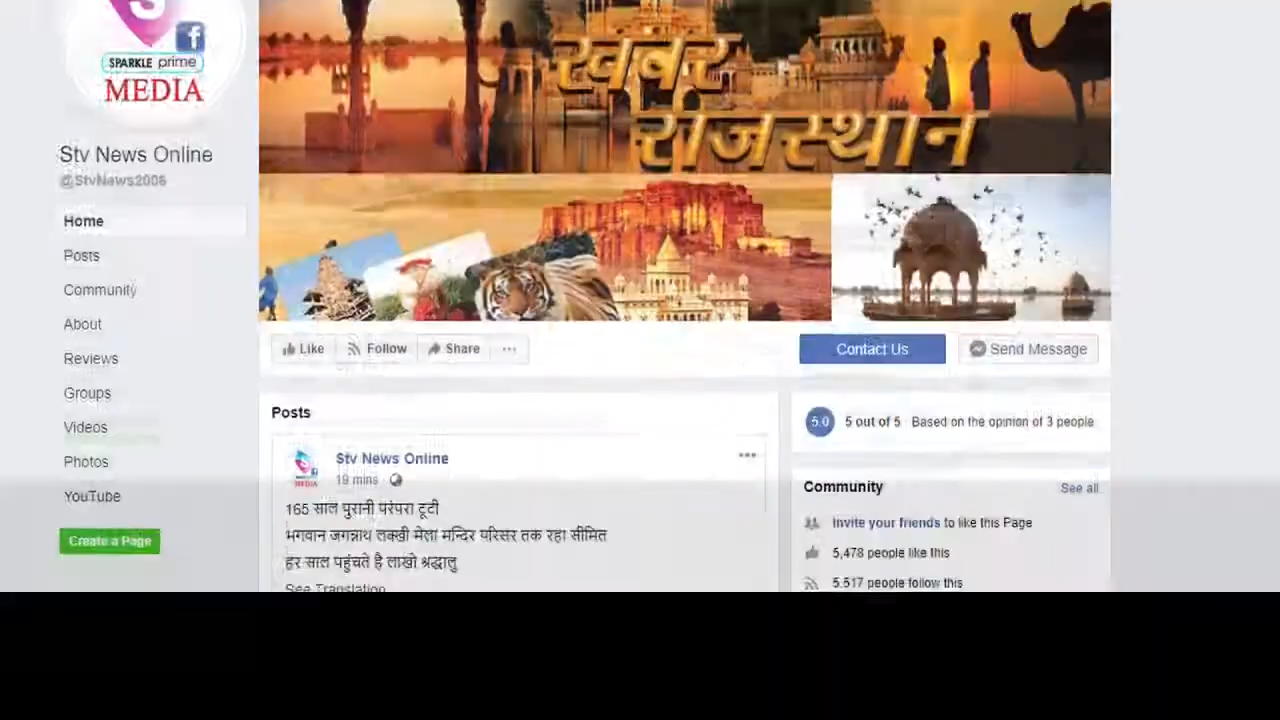 SPARKLE prime
MEDIA
Stv News Online
@StvNews2006
Home
Posts
Community
About
Reviews
Groups
Videos
Photos
YouTube
Create a Page
खबर
राजस्थान
Like
Follow
Share
Contact Us
Send Message
Posts
Stv News Online
19 mins
165 साल पुरानी परंपरा टूटी
भगवान जगन्नाथ लक्खी मेला मन्दिर परिसर तक रहा सीमित
हर साल पहुंचते है लाखो श्रद्धालु
See Translation
5.0 5 out of 5 · Based on the opinion of 3 people
Community
See all
Invite your friends to like this Page
5,478 people like this
5,517 people follow this